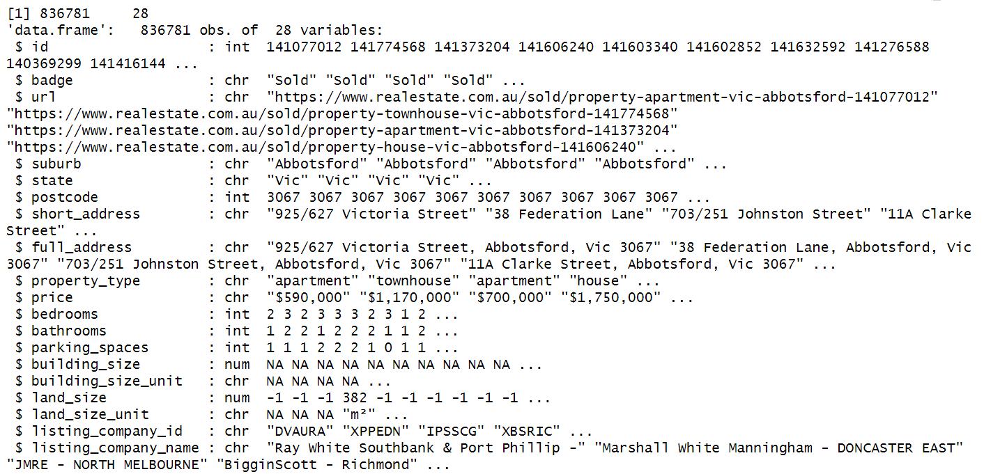 [1] 836781     28
'data.frame':   836781 obs. of  28 variables:
 $ id                  : int  141077012 141774568 141373204 141606240 141603340 141602852 141632592 141276588
140369299 141416144 ...
 $ badge               : chr  "Sold" "Sold" "Sold" "Sold" ...
 $ url                 : chr  "https://www.realestate.com.au/sold/property-apartment-vic-abbotsford-141077012"
"https://www.realestate.com.au/sold/property-townhouse-vic-abbotsford-141774568"
"https://www.realestate.com.au/sold/property-apartment-vic-abbotsford-141373204"
"https://www.realestate.com.au/sold/property-house-vic-abbotsford-141606240" ...
 $ suburb              : chr  "Abbotsford" "Abbotsford" "Abbotsford" "Abbotsford" ...
 $ state               : chr  "Vic" "Vic" "Vic" "Vic" ...
 $ postcode            : int  3067 3067 3067 3067 3067 3067 3067 3067 3067 3067 ...
 $ short_address       : chr  "925/627 Victoria Street" "38 Federation Lane" "703/251 Johnston Street" "11A Clarke
Street" ...
 $ full_address        : chr  "925/627 Victoria Street, Abbotsford, Vic 3067" "38 Federation Lane, Abbotsford, Vic
3067" "703/251 Johnston Street, Abbotsford, Vic 3067" "11A Clarke Street, Abbotsford, Vic 3067" ...
 $ property_type       : chr  "apartment" "townhouse" "apartment" "house" ...
 $ price               : chr  "$590,000" "$1,170,000" "$700,000" "$1,750,000" ...
 $ bedrooms            : int  2 3 2 3 3 3 2 3 1 2 ...
 $ bathrooms           : int  1 2 2 1 2 2 2 1 1 2 ...
 $ parking_spaces      : int  1 1 1 2 2 2 1 0 1 1 ...
 $ building_size       : num  NA NA NA NA NA NA NA NA NA NA ...
 $ building_size_unit  : chr  NA NA NA NA ...
 $ land_size           : num  -1 -1 -1 382 -1 -1 -1 -1 -1 -1 ...
 $ land_size_unit      : chr  NA NA NA "m²" ...
 $ listing_company_id  : chr  "DVAURA" "XPPEDN" "IPSSCG" "XBSRIC" ...
 $ listing_company_name : chr  "Ray White Southbank & Port Phillip -" "Marshall White Manningham - DONCASTER EAST"
"JMRE - NORTH MELBOURNE" "BigginScott - Richmond" ...